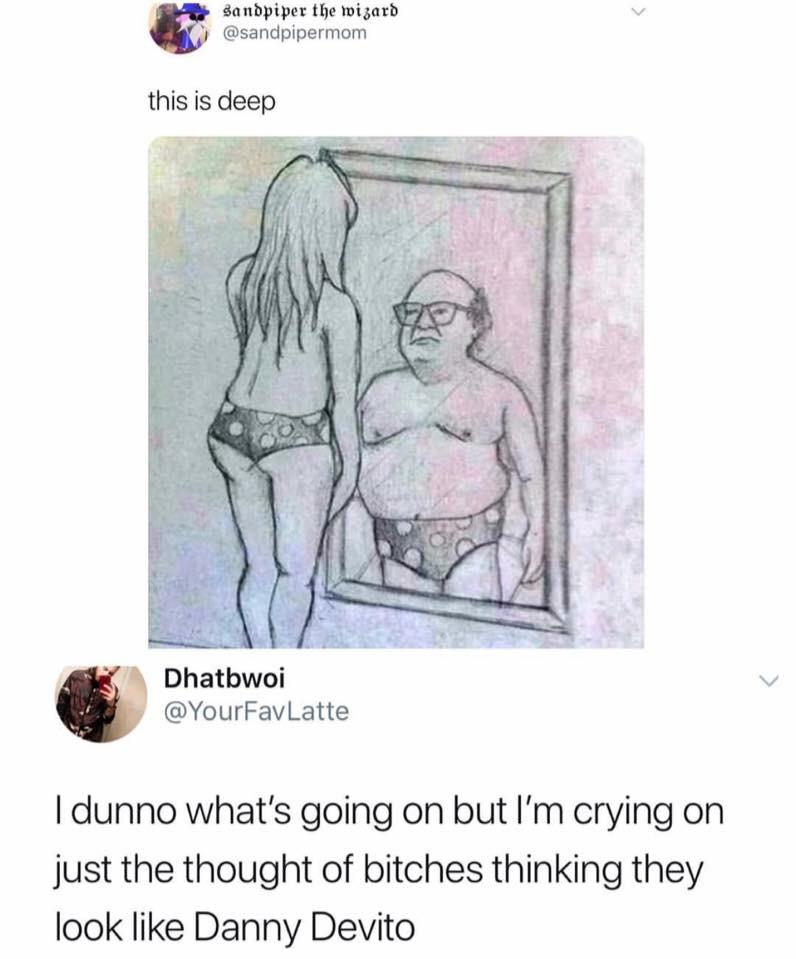 sandpiper the wizard
@sandpipermom
this is deep
Dhatbwoi
@YourFavLatte
I dunno what's going on but I'm crying on
just the thought of bitches thinking they
look like Danny Devito